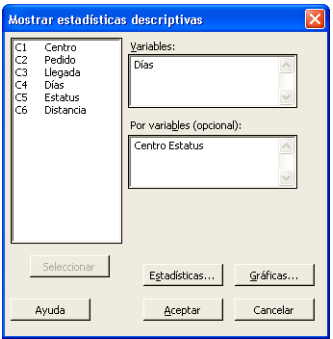 Mostrar estadísticas descriptivas
C1 Centro
C2 Pedido
C3 Llegada
C4 Días
C5 Estatus
C6 Distancia
Variables:
Días
Por variables (opcional):
Centro Estatus
Seleccionar
Estadísticas...
Gráficas...
Ayuda
Aceptar
Cancelar